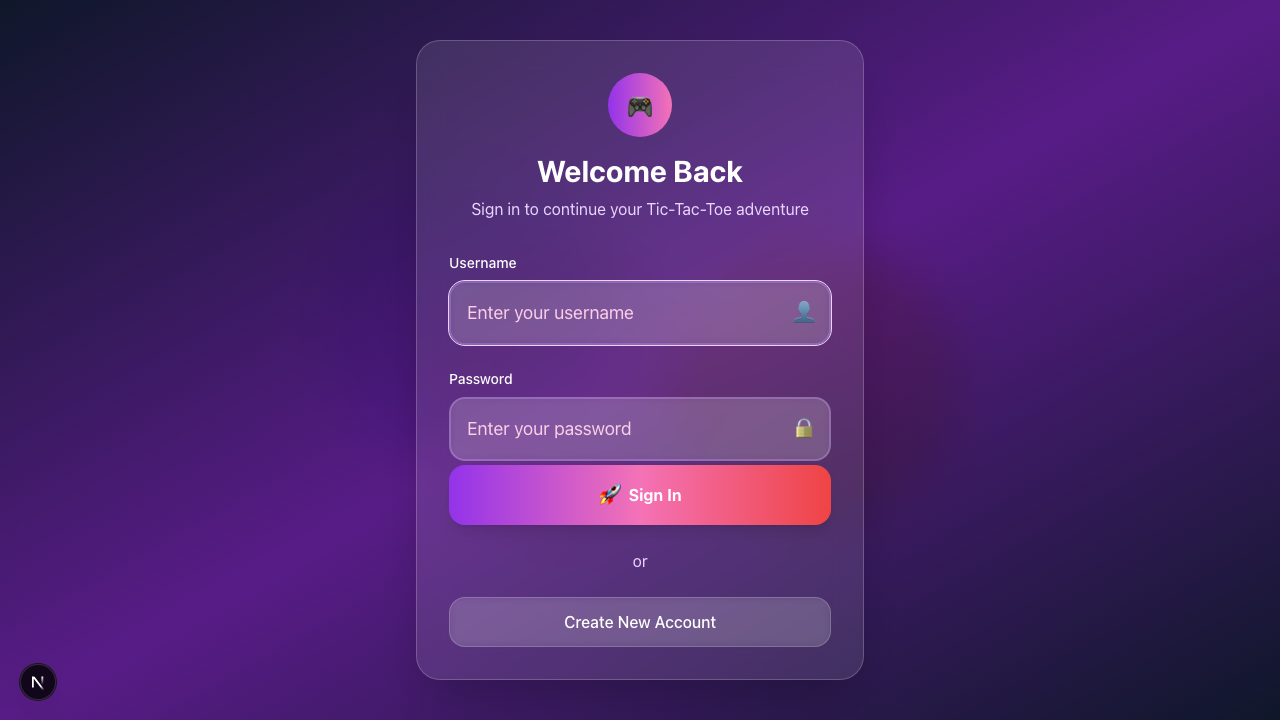 Welcome Back
Sign in to continue your Tic-Tac-Toe adventure
Username
Enter your username
Password
Enter your password
Sign In
or
Create New Account
N